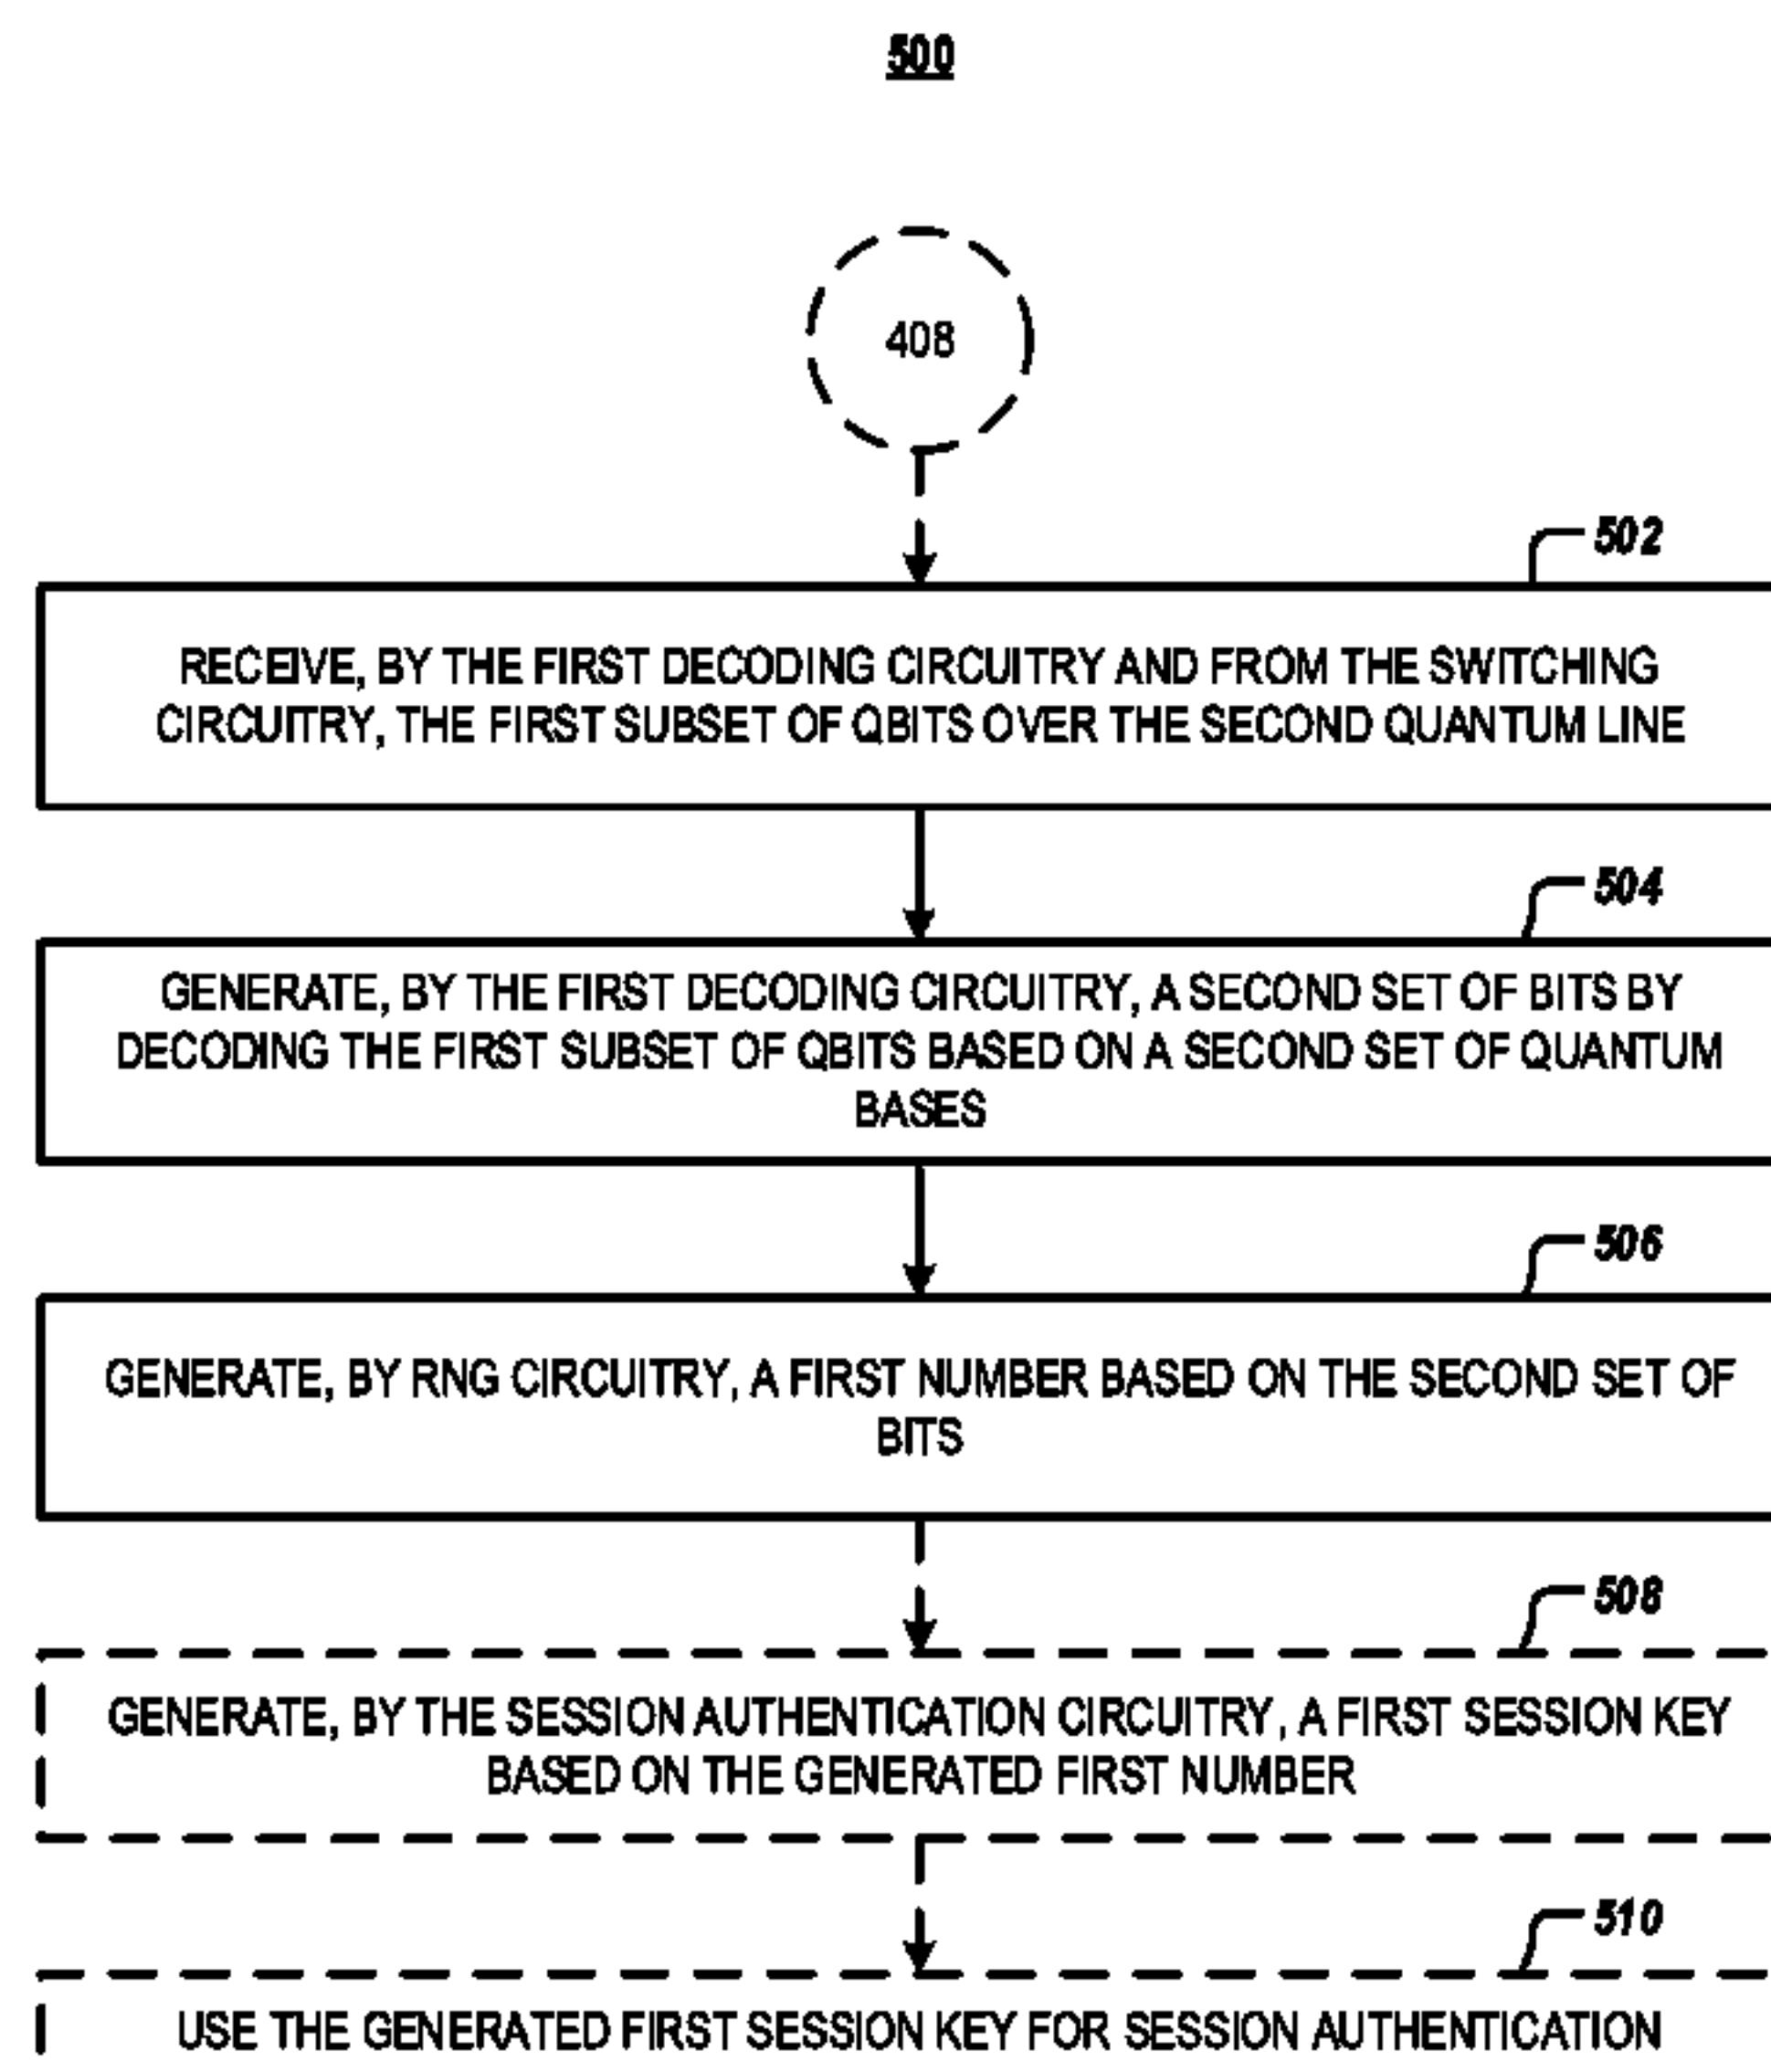 500
408
502
RECEIVE, BY THE FIRST DECODING CIRCUITRY AND FROM THE SWITCHING
CIRCUITRY, THE FIRST SUBSET OF QBITS OVER THE SECOND QUANTUM LINE
504
GENERATE, BY THE FIRST DECODING CIRCUITRY, A SECOND SET OF BITS BY
DECODING THE FIRST SUBSET OF QBITS BASED ON A SECOND SET OF QUANTUM
BASES
506
GENERATE, BY RNG CIRCUITRY, A FIRST NUMBER BASED ON THE SECOND SET OF
BITS
508
GENERATE, BY THE SESSION AUTHENTICATION CIRCUITRY, A FIRST SESSION KEY
BASED ON THE GENERATED FIRST NUMBER
510
USE THE GENERATED FIRST SESSION KEY FOR SESSION AUTHENTICATION